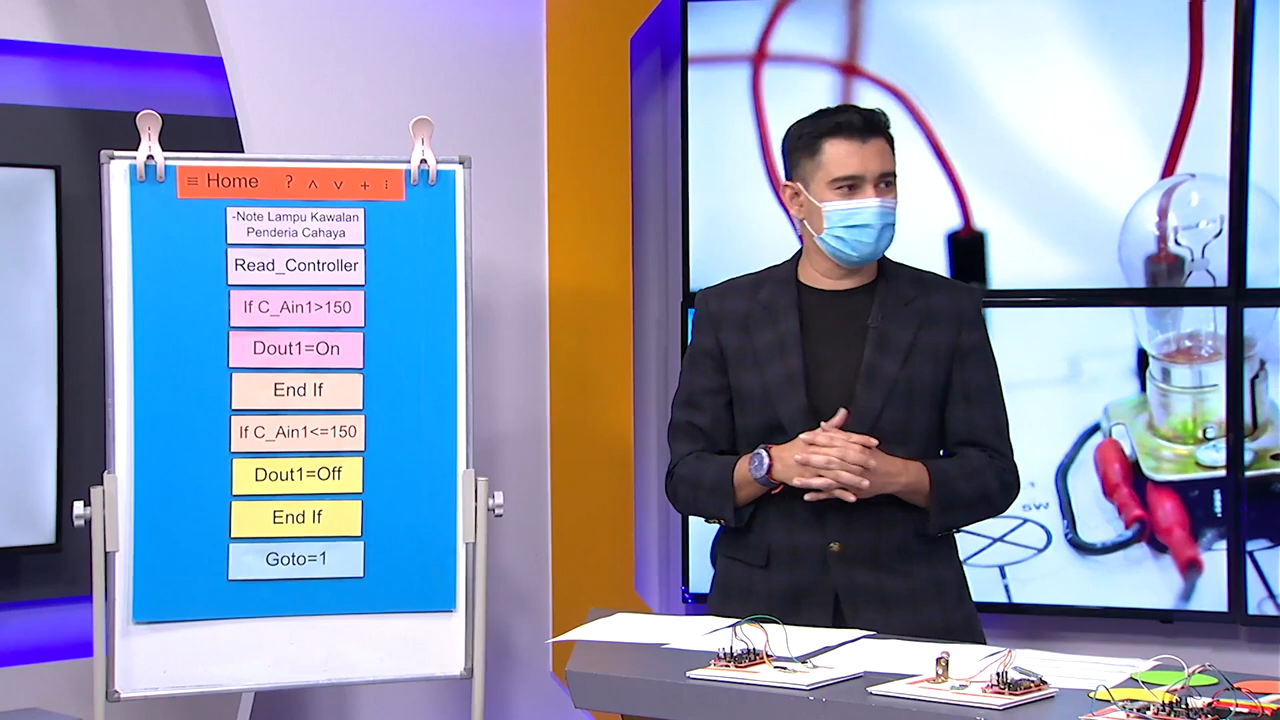 ≡ Home ? ˄ ˅ + ⋮
-Note Lampu Kawalan
Penderia Cahaya
Read_Controller
If C_Ain1>150
Dout1=On
End If
If C_Ain1<=150
Dout1=Off
End If
Goto=1
SW